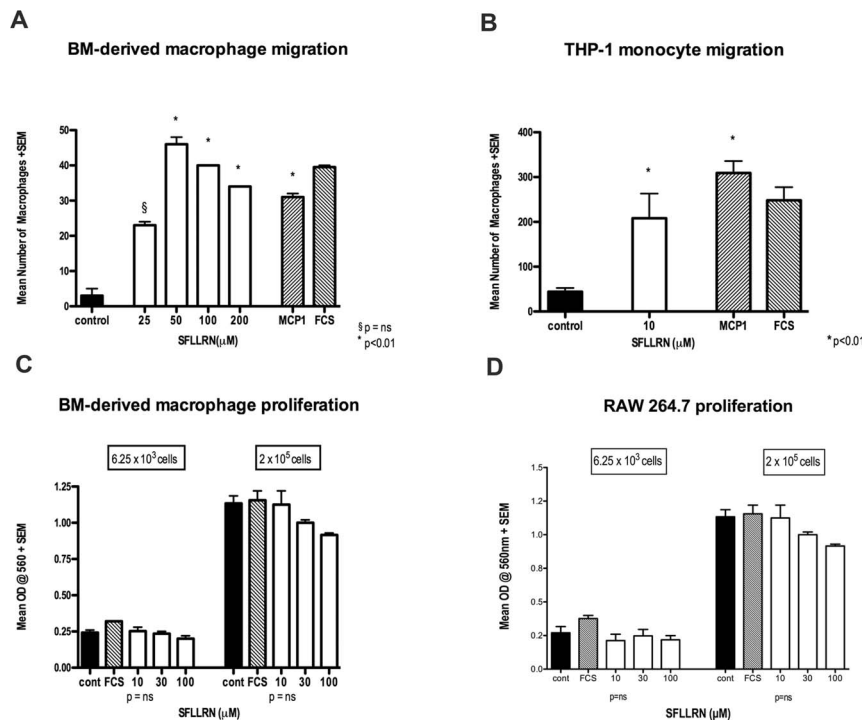 A
BM-derived macrophage migration
Mean Number of Macrophages +SEM
50
40
30
20
10
0
§
*
*
*
*
control
25
50
100
200
MCP1
FCS
SFLLRN(μM)
§ p = ns
* p<0.01
B
THP-1 monocyte migration
Mean Number of Macrophages +SEM
400
300
200
100
0
*
*
control
10
MCP1
FCS
SFLLRN (μM)
* p<0.01
C
BM-derived macrophage proliferation
6.25 x 10³ cells
2 x 10⁵ cells
Mean OD @ 560 + SEM
1.25
1.00
0.75
0.50
0.25
0.00
cont FCS 10 30 100 cont FCS 10 30 100
p = ns p = ns
SFLLRN (μM)
D
RAW 264.7 proliferation
6.25 x 10³ cells
2 x 10⁵ cells
Mean OD @ 560nm + SEM
1.5
1.2
1.0
0.8
0.5
0.2
0.0
cont FCS 10 30 100 cont FCS 10 30 100
p=ns p=ns
SFLLRN (μM)